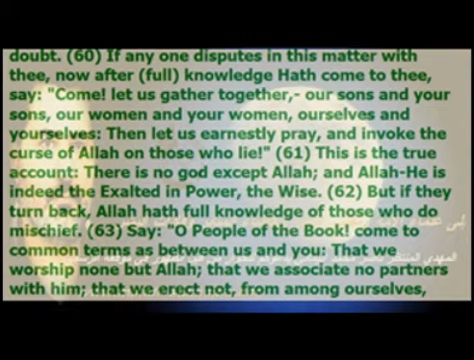 doubt. (60) If any one disputes in this matter with
thee, now after (full) knowledge Hath come to thee,
say: "Come! let us gather together,- our sons and your
sons, our women and your women, ourselves and
yourselves: Then let us earnestly pray, and invoke the
curse of Allah on those who lie!" (61) This is the true
account: There is no god except Allah; and Allah-He is
indeed the Exalted in Power, the Wise. (62) But if they
turn back, Allah hath full knowledge of those who do
mischief. (63) Say: "O People of the Book! come to
common terms as between us and you: That we
worship none but Allah; that we associate no partners
with him; that we erect not, from among ourselves,